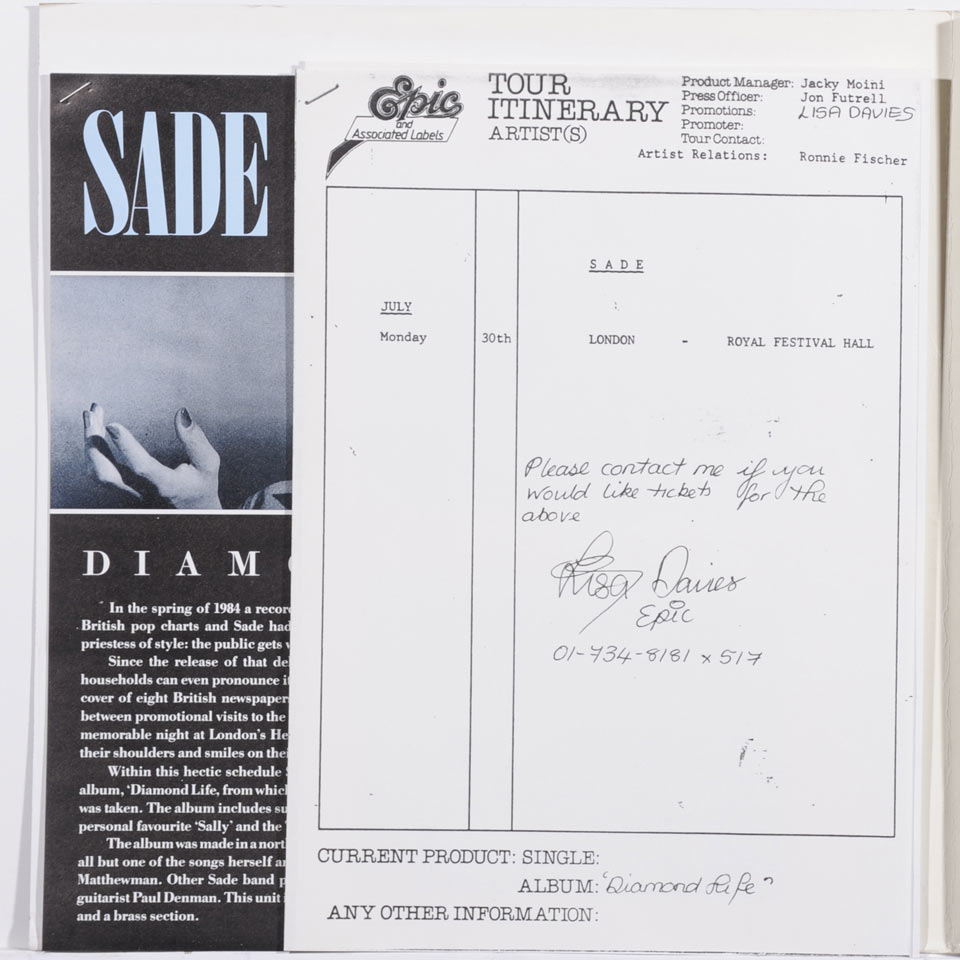 SADE
DIAMO
In the spring of 1984 a recor
British pop charts and Sade had
priestess of style: the public gets
Since the release of that de
households can even pronounce it
cover of eight British newspaper
between promotional visits to the
memorable night at London's He
their shoulders and smiles on thei
Within this hectic schedule
album, 'Diamond Life, from which
was taken. The album includes su
personal favourite 'Sally' and the
The album was made in a nort
all but one of the songs herself a
Matthewman. Other Sade band p
guitarist Paul Denman. This unit
and a brass section.
Epic
and
Associated Labels
TOUR
ITINERARY
ARTIST(S)
Product Manager: Jacky Moini
Press Officer: Jon Futrell
Promotions: LISA DAVIES
Promoter:
Tour Contact:
Artist Relations: Ronnie Fischer
SADE
JULY
Monday 30th LONDON - ROYAL FESTIVAL HALL
Please contact me if you
would like tickets for the
above
Lisa Davies
Epic
01-734-8181 x 517
CURRENT PRODUCT: SINGLE:
ALBUM: 'Diamond Life"
ANY OTHER INFORMATION: